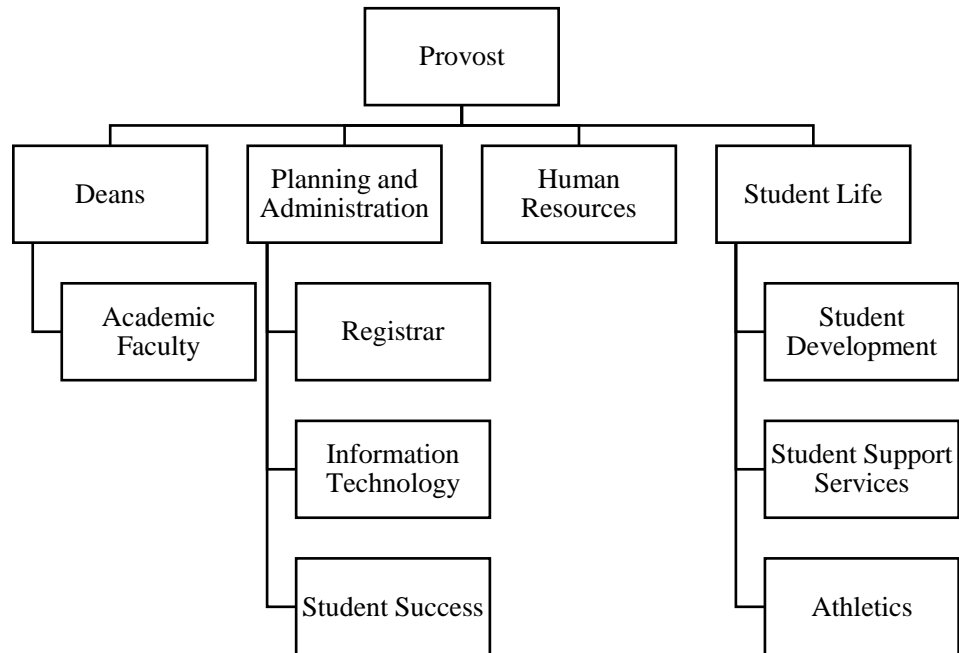 Provost
Deans
Planning and
Administration
Human
Resources
Student Life
Academic
Faculty
Registrar
Student
Development
Information
Technology
Student Support
Services
Student Success
Athletics